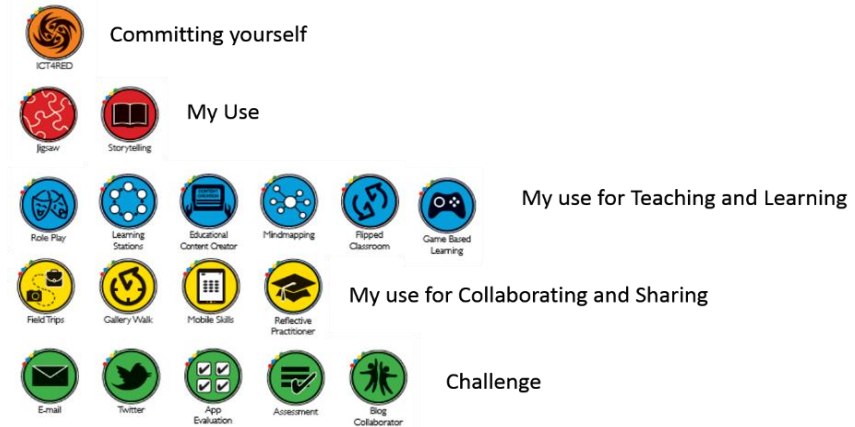 Committing yourself
ICT4RED
My Use
Jigsaw
Storytelling
My use for Teaching and Learning
Role Play
Learning
Stations
Educational
Content Creator
Mindmapping
Flipped
Classroom
Game Based
Learning
My use for Collaborating and Sharing
Field Trips
Gallery Walk
Mobile Skills
Reflective
Practitioner
Challenge
E-mail
Twitter
App
Evaluation
Assessment
Blog
Collaborator